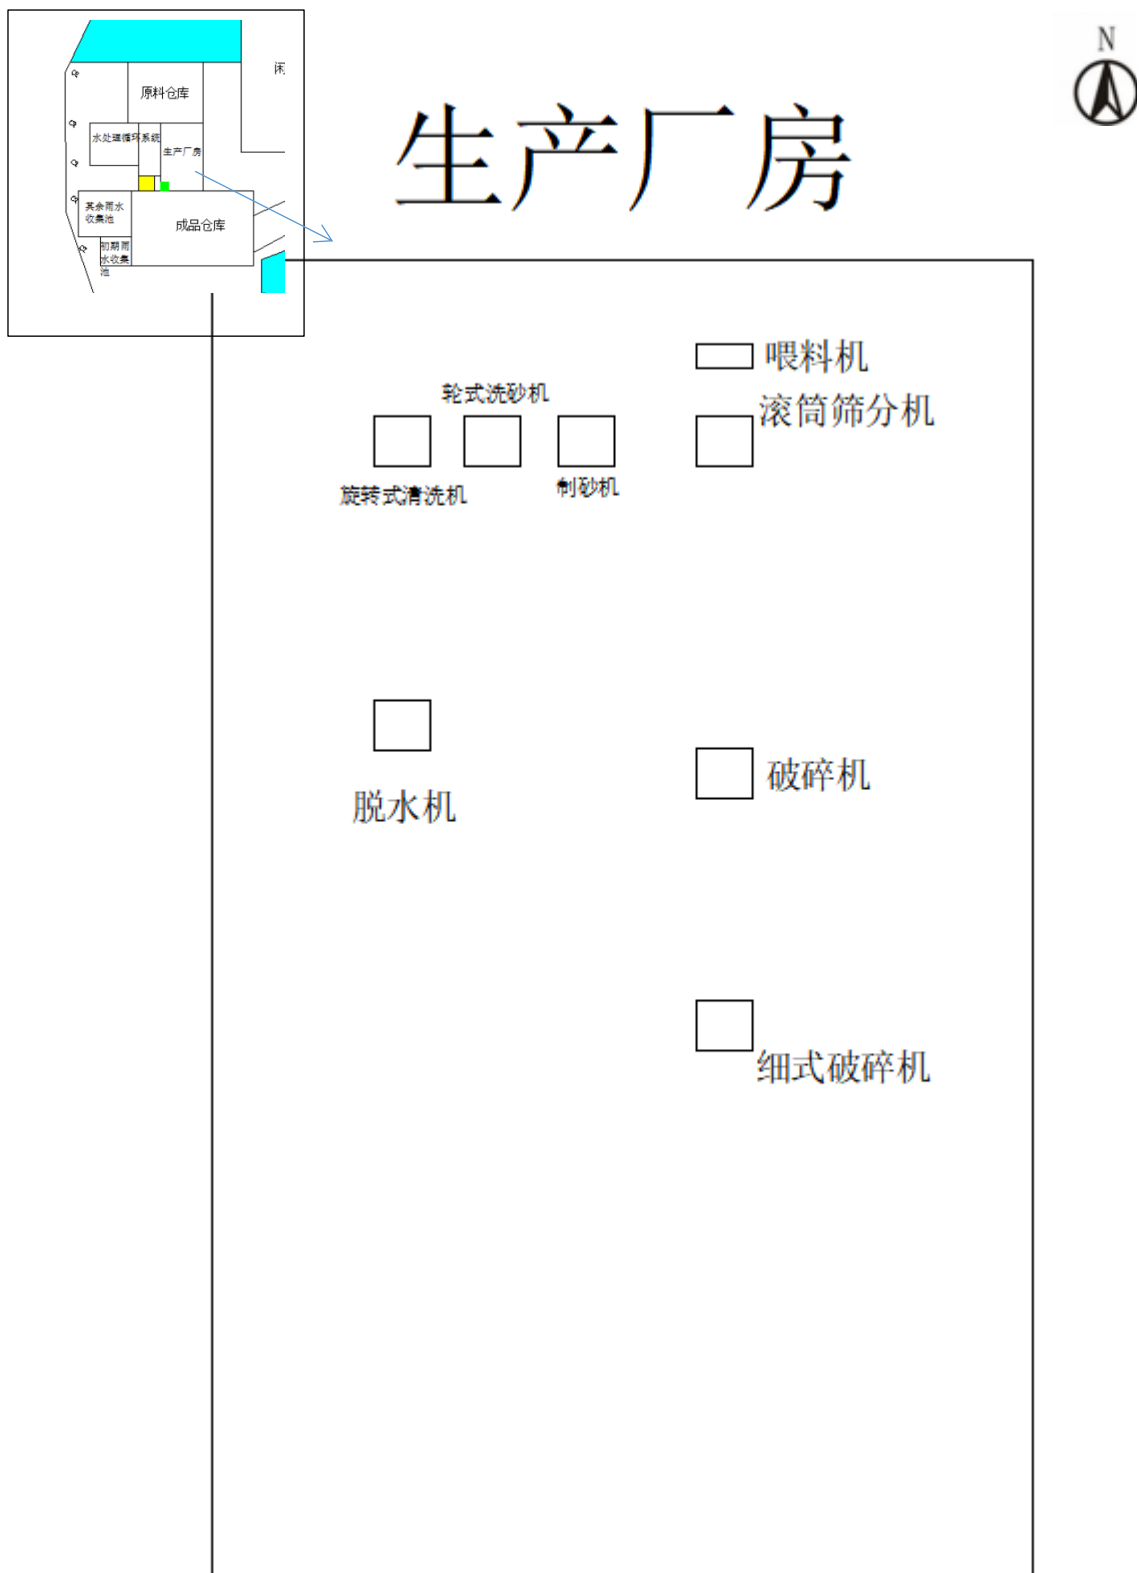 N
闲
原料仓库
水处理循环系统
生产厂房
其余雨水
收集池
成品仓库
初期雨
水收集
池
生产厂房
喂料机
滚筒筛分机
轮式洗砂机
旋转式清洗机
制砂机
脱水机
破碎机
细式破碎机